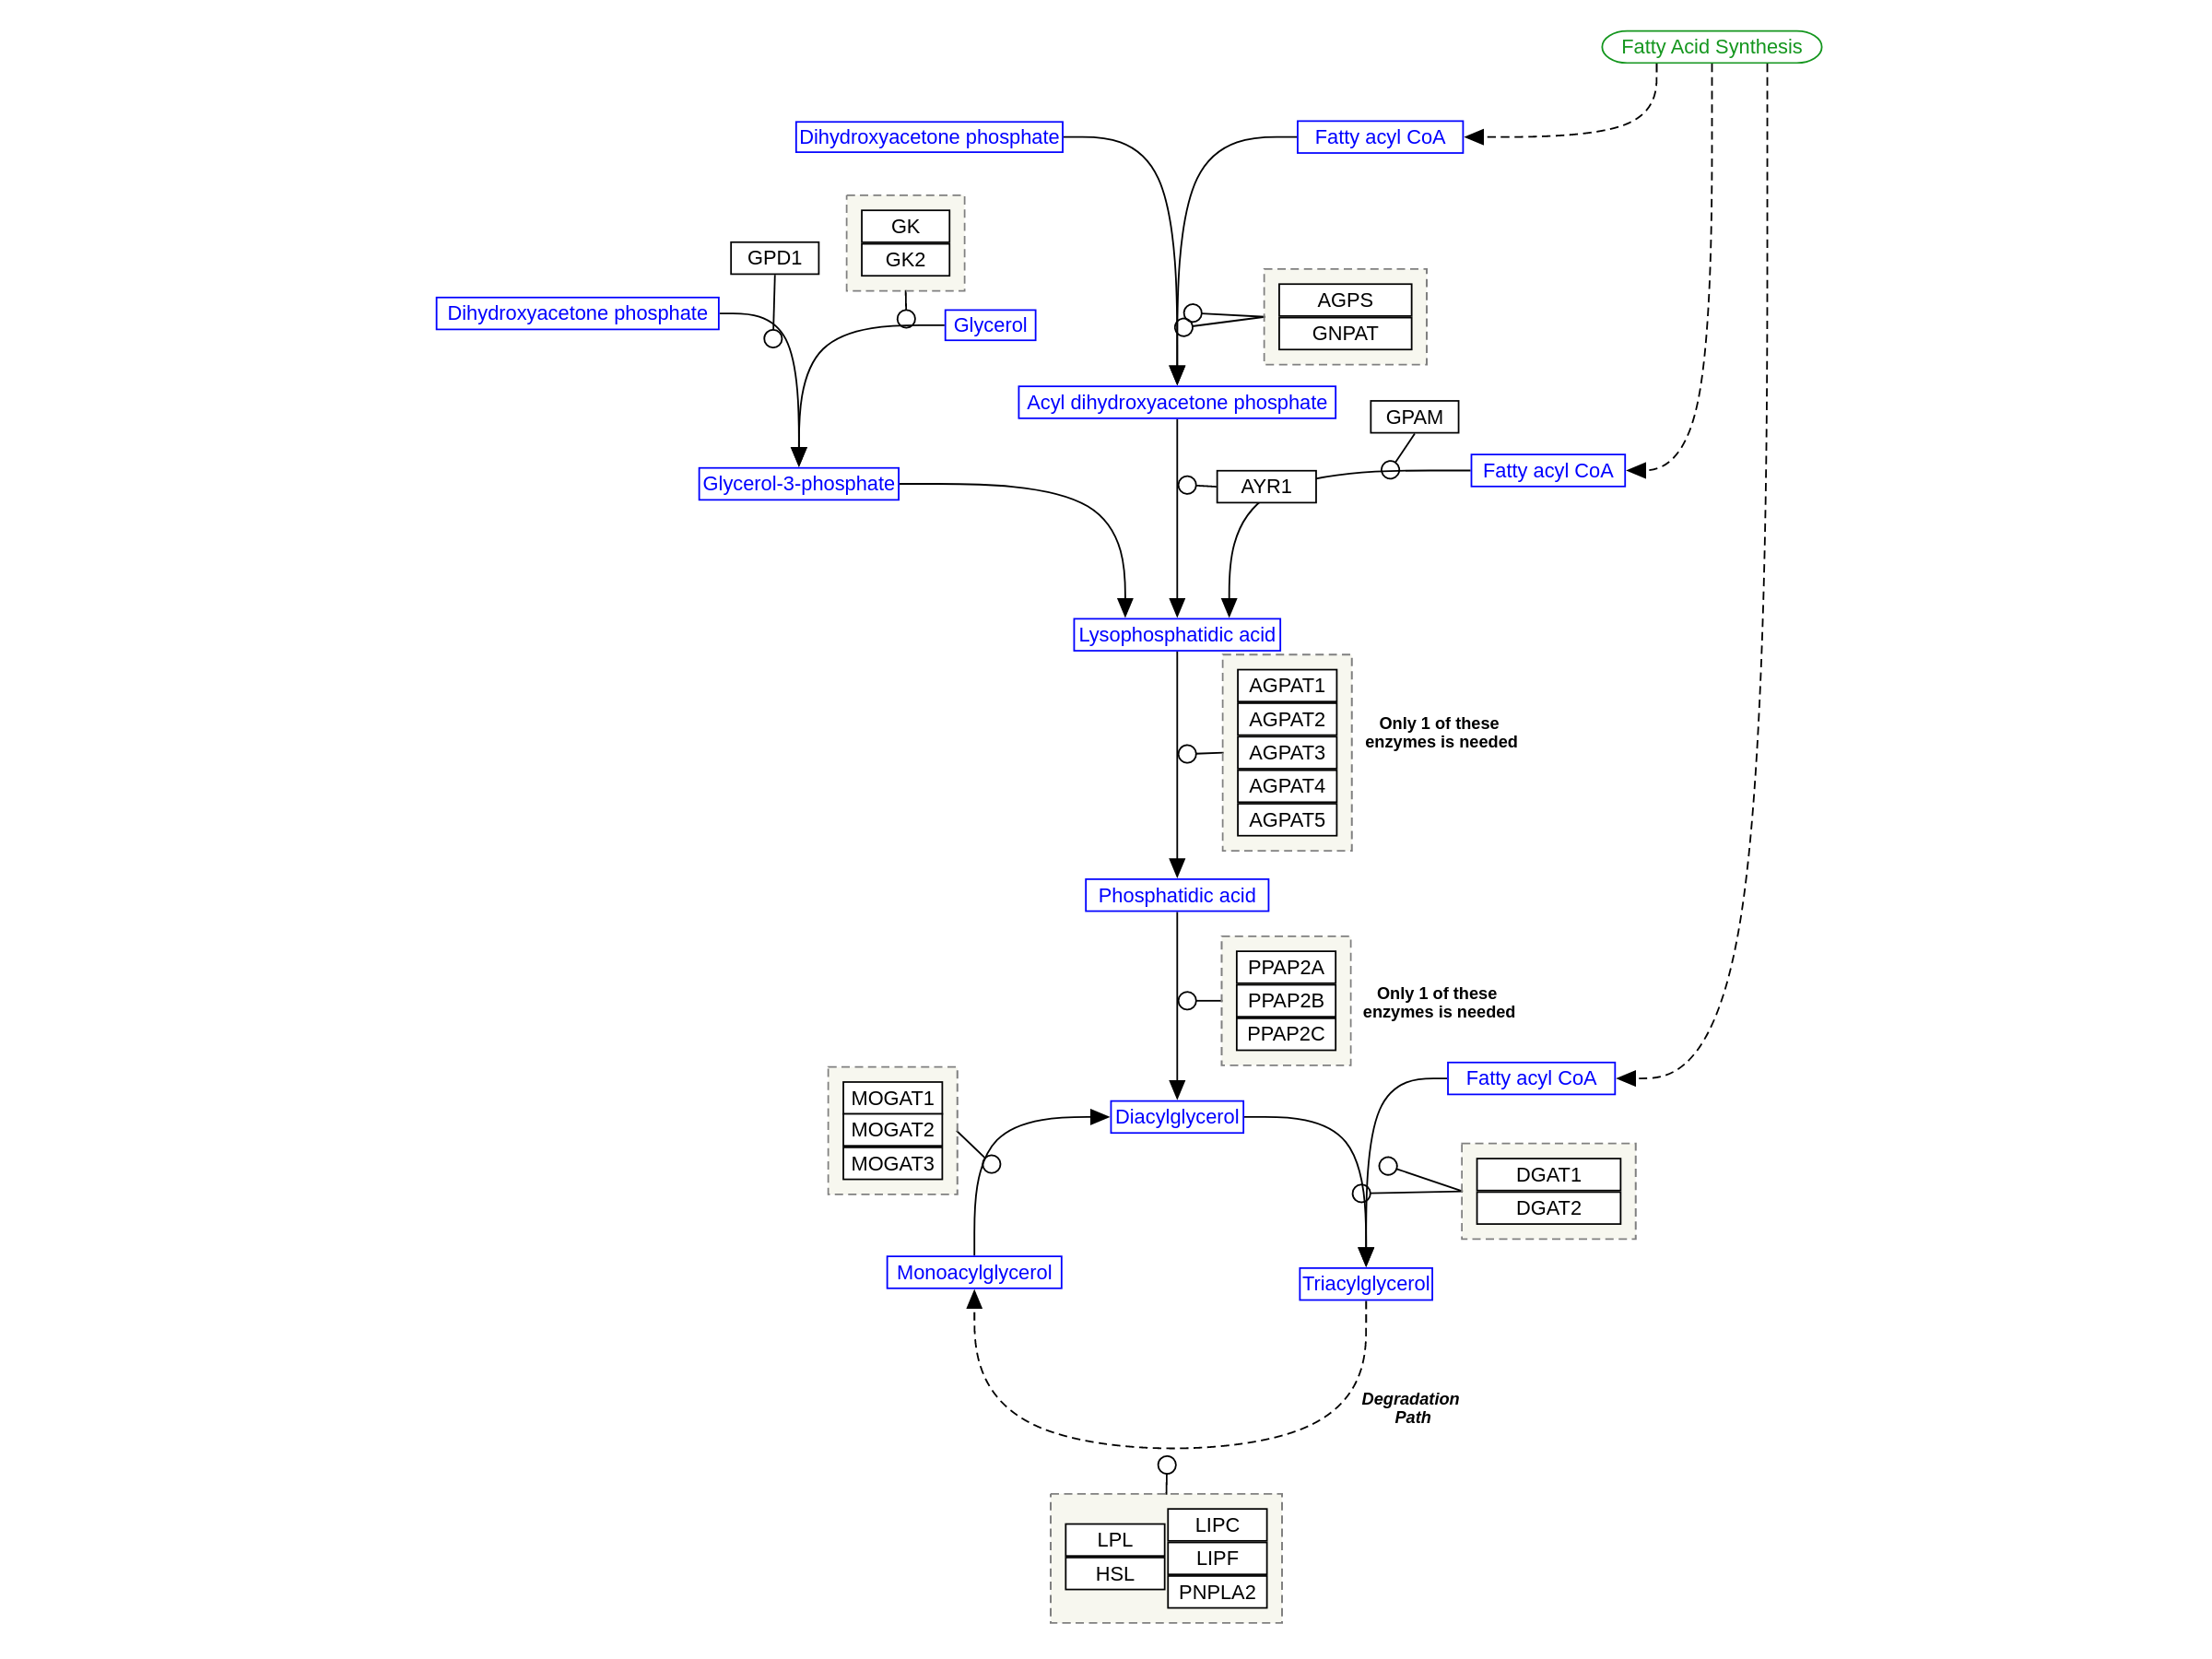 Fatty Acid Synthesis
Dihydroxyacetone phosphate
Fatty acyl CoA
GK
GK2
GPD1
Dihydroxyacetone phosphate
Glycerol
AGPS
GNPAT
Acyl dihydroxyacetone phosphate
GPAM
Fatty acyl CoA
Glycerol-3-phosphate
AYR1
Lysophosphatidic acid
AGPAT1
AGPAT2
AGPAT3
AGPAT4
AGPAT5
Only 1 of these
enzymes is needed
Phosphatidic acid
PPAP2A
PPAP2B
PPAP2C
Only 1 of these
enzymes is needed
Fatty acyl CoA
MOGAT1
MOGAT2
MOGAT3
Diacylglycerol
DGAT1
DGAT2
Monoacylglycerol
Triacylglycerol
Degradation
Path
LPL
HSL
LIPC
LIPF
PNPLA2